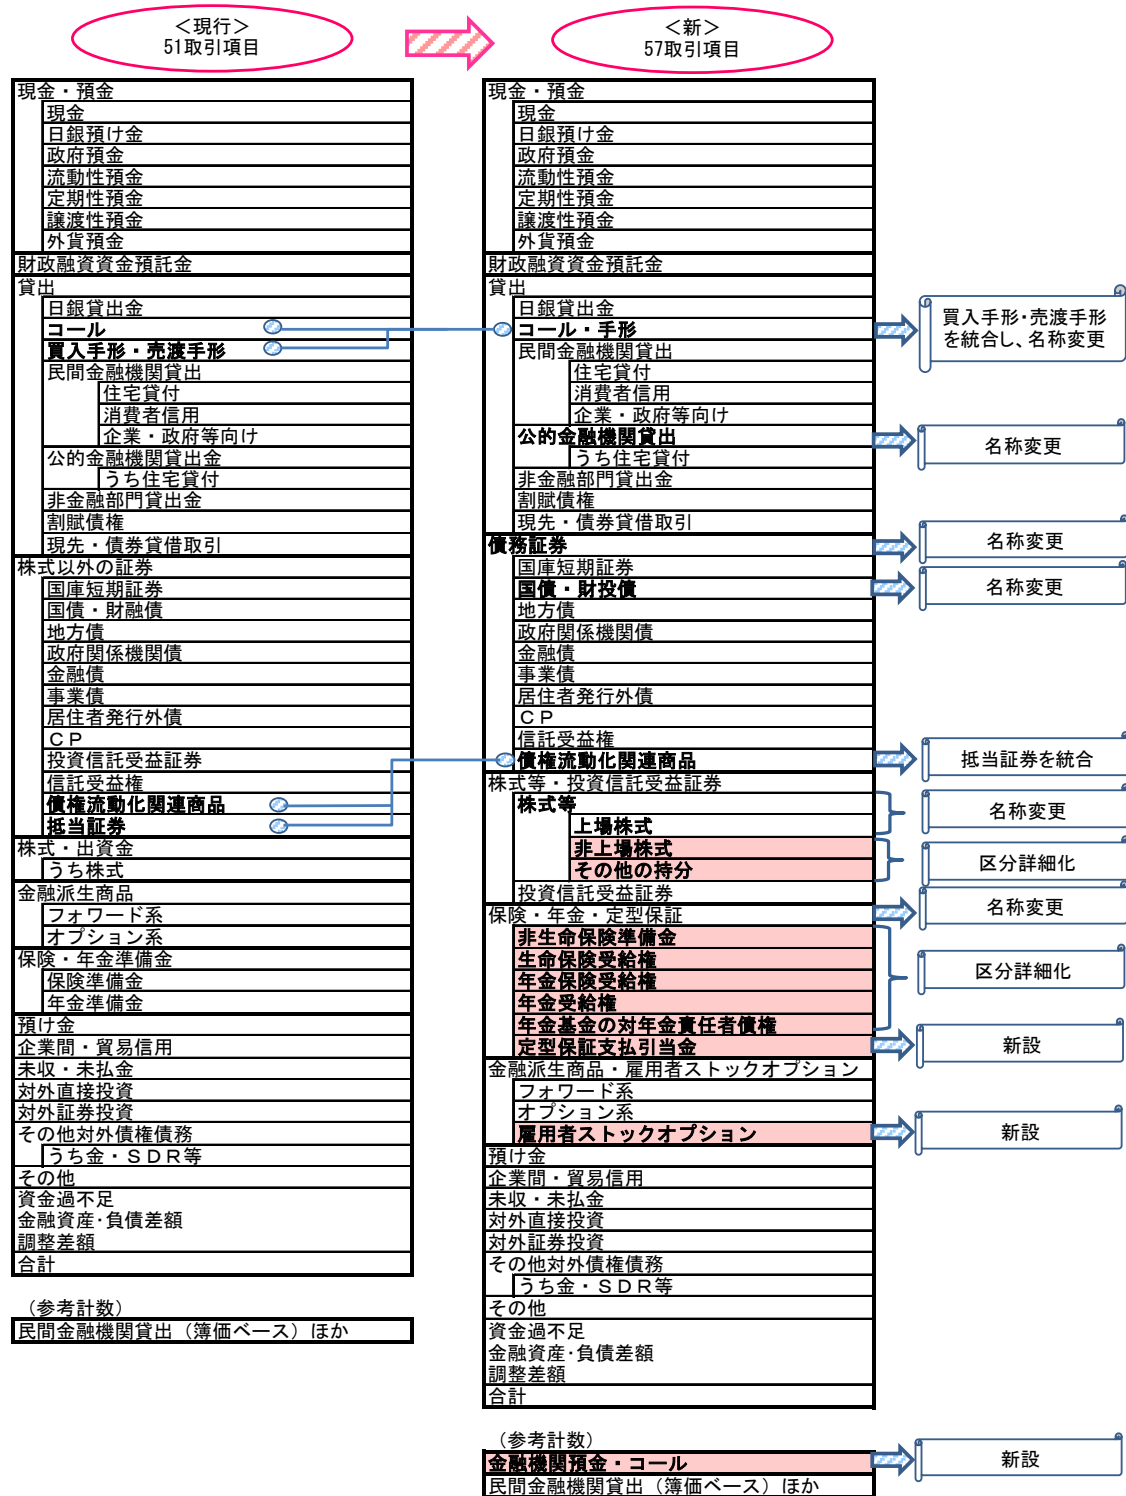 ＜現行＞
51取引項目
現金・預金
現金
日銀預け金
政府預金
流動性預金
定期性預金
譲渡性預金
外貨預金
財政融資資金預託金
貸出
日銀貸出金
コール
買入手形・売渡手形
民間金融機関貸出
住宅貸付
消費者信用
企業・政府等向け
公的金融機関貸出金
うち住宅貸付
非金融部門貸出金
割賦債権
現先・債券貸借取引
株式以外の証券
国庫短期証券
国債・財融債
地方債
政府関係機関債
金融債
事業債
居住者発行外債
ＣＰ
投資信託受益証券
信託受益権
債権流動化関連商品
抵当証券
株式・出資金
うち株式
金融派生商品
フォワード系
オプション系
保険・年金準備金
保険準備金
年金準備金
預け金
企業間・貿易信用
未収・未払金
対外直接投資
対外証券投資
その他対外債権債務
うち金・ＳＤＲ等
その他
資金過不足
金融資産・負債差額
調整差額
合計
（参考計数）
民間金融機関貸出（簿価ベース）ほか
＜新＞
57取引項目
現金・預金
現金
日銀預け金
政府預金
流動性預金
定期性預金
譲渡性預金
外貨預金
財政融資資金預託金
貸出
日銀貸出金
コール・手形
民間金融機関貸出
住宅貸付
消費者信用
企業・政府等向け
公的金融機関貸出
うち住宅貸付
非金融部門貸出金
割賦債権
現先・債券貸借取引
債務証券
国庫短期証券
国債・財投債
地方債
政府関係機関債
金融債
事業債
居住者発行外債
ＣＰ
信託受益権
債権流動化関連商品
株式等・投資信託受益証券
株式等
上場株式
非上場株式
その他の持分
投資信託受益証券
保険・年金・定型保証
非生命保険準備金
生命保険受給権
年金保険受給権
年金受給権
年金基金の対年金責任者債権
定型保証支払引当金
金融派生商品・雇用者ストックオプション
フォワード系
オプション系
雇用者ストックオプション
預け金
企業間・貿易信用
未収・未払金
対外直接投資
対外証券投資
その他対外債権債務
うち金・ＳＤＲ等
その他
資金過不足
金融資産・負債差額
調整差額
合計
（参考計数）
金融機関預金・コール
民間金融機関貸出（簿価ベース）ほか
買入手形・売渡手形
を統合し、名称変更
名称変更
名称変更
名称変更
抵当証券を統合
名称変更
区分詳細化
名称変更
区分詳細化
新設
新設
新設